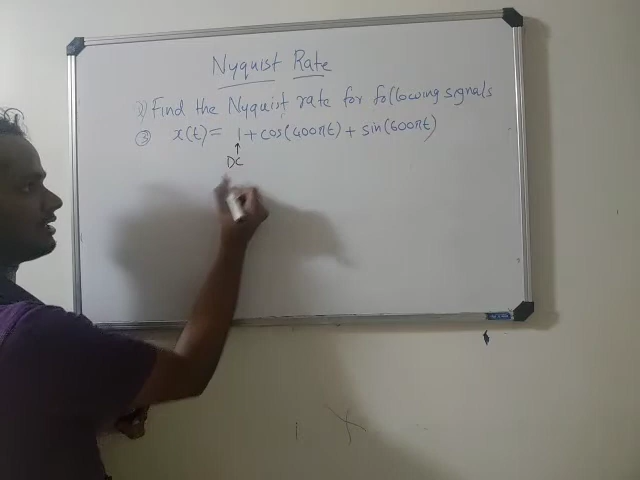 Nyquist Rate
1) Find the Nyquist rate for following signals
③ x(t) = 1 + cos(400πt) + sin(600πt)
↑
DC